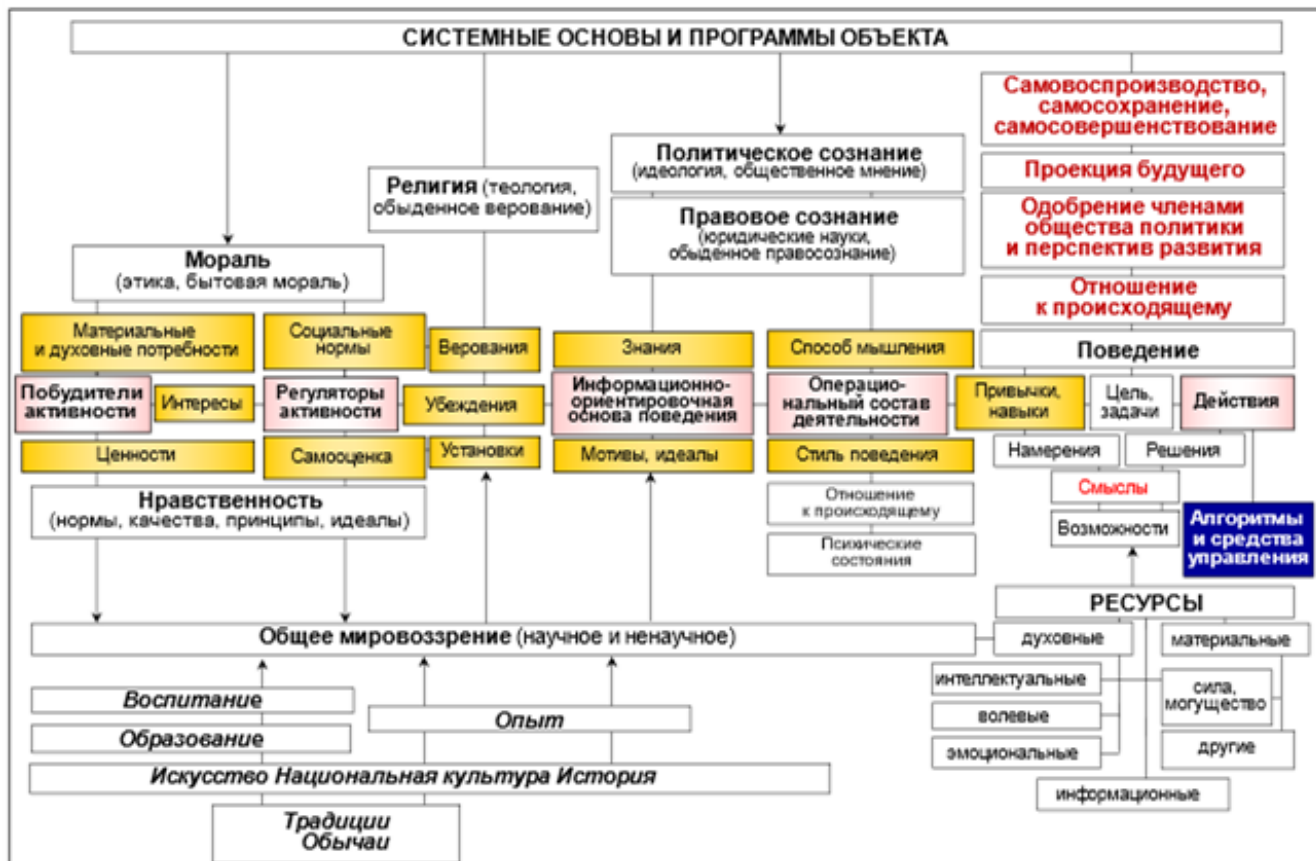 СИСТЕМНЫЕ ОСНОВЫ И ПРОГРАММЫ ОБЪЕКТА
Самовоспроизводство,
самосохранение,
самосовершенствование
Проекция будущего
Одобрение членами
общества политики
и перспектив развития
Отношение
к происходящему
Политическое сознание
(идеология, общественное мнение)
Правовое сознание
(юридические науки,
обыденное правосознание)
Религия (теология,
обыденное верование)
Мораль
(этика, бытовая мораль)
Материальные
и духовные потребности
Социальные
нормы
Верования
Знания
Способ мышления
Поведение
Побудители
активности
Интересы
Регуляторы
активности
Убеждения
Информационно-
ориентировочная
основа поведения
Операцио-
нальный состав
деятельности
Привычки,
навыки
Цель,
задачи
Действия
Ценности
Самооценка
Установки
Мотивы, идеалы
Стиль поведения
Намерения
Решения
Нравственность
(нормы, качества, принципы, идеалы)
Отношение
к происходящему
Психические
состояния
Смыслы
Возможности
Алгоритмы
и средства
управления
РЕСУРСЫ
Общее мировоззрение (научное и ненаучное)
духовные
материальные
интеллектуальные
сила,
могущество
волевые
эмоциональные
другие
информационные
Воспитание
Опыт
Образование
Искусство Национальная культура История
Традиции
Обычаи